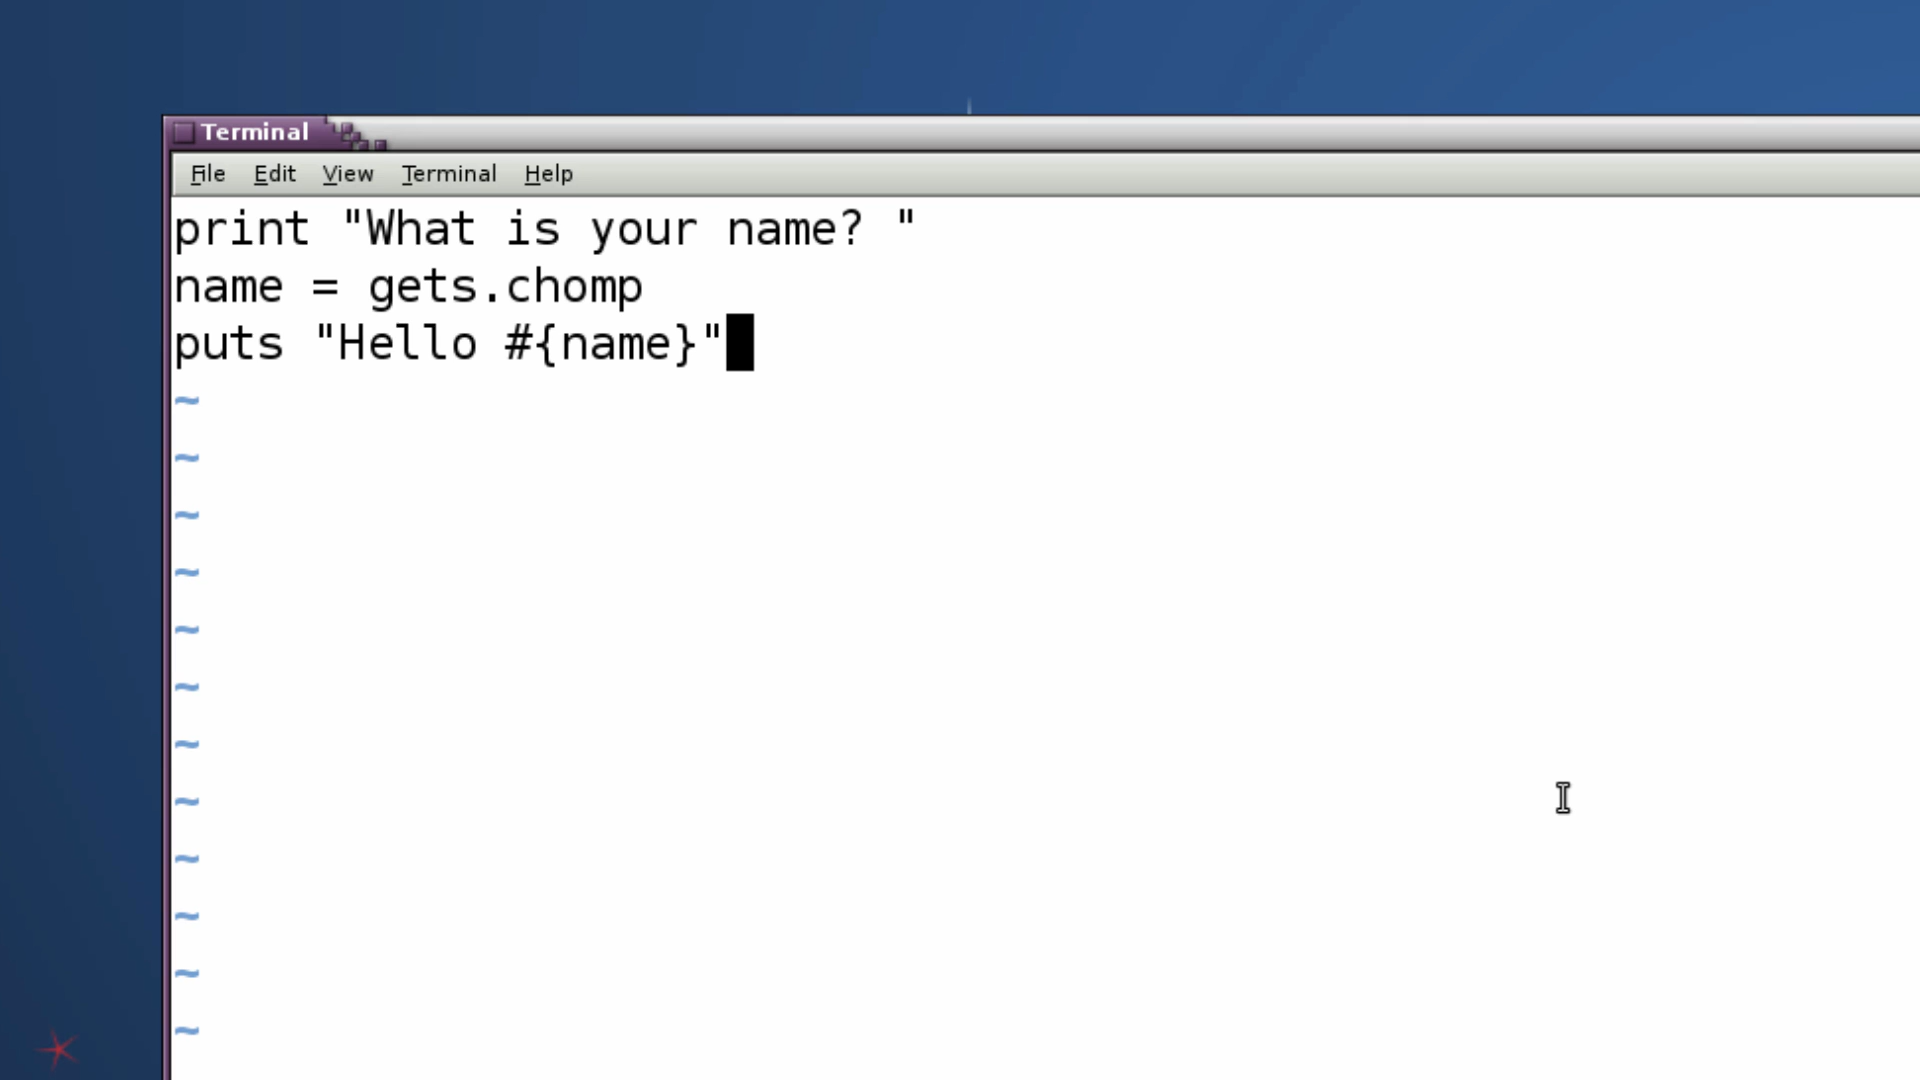 Terminal
File Edit View Terminal Help
print "What is your name? "
name = gets.chomp
puts "Hello #{name}"
~
~
~
~
~
~
~
~
~
~
~
~